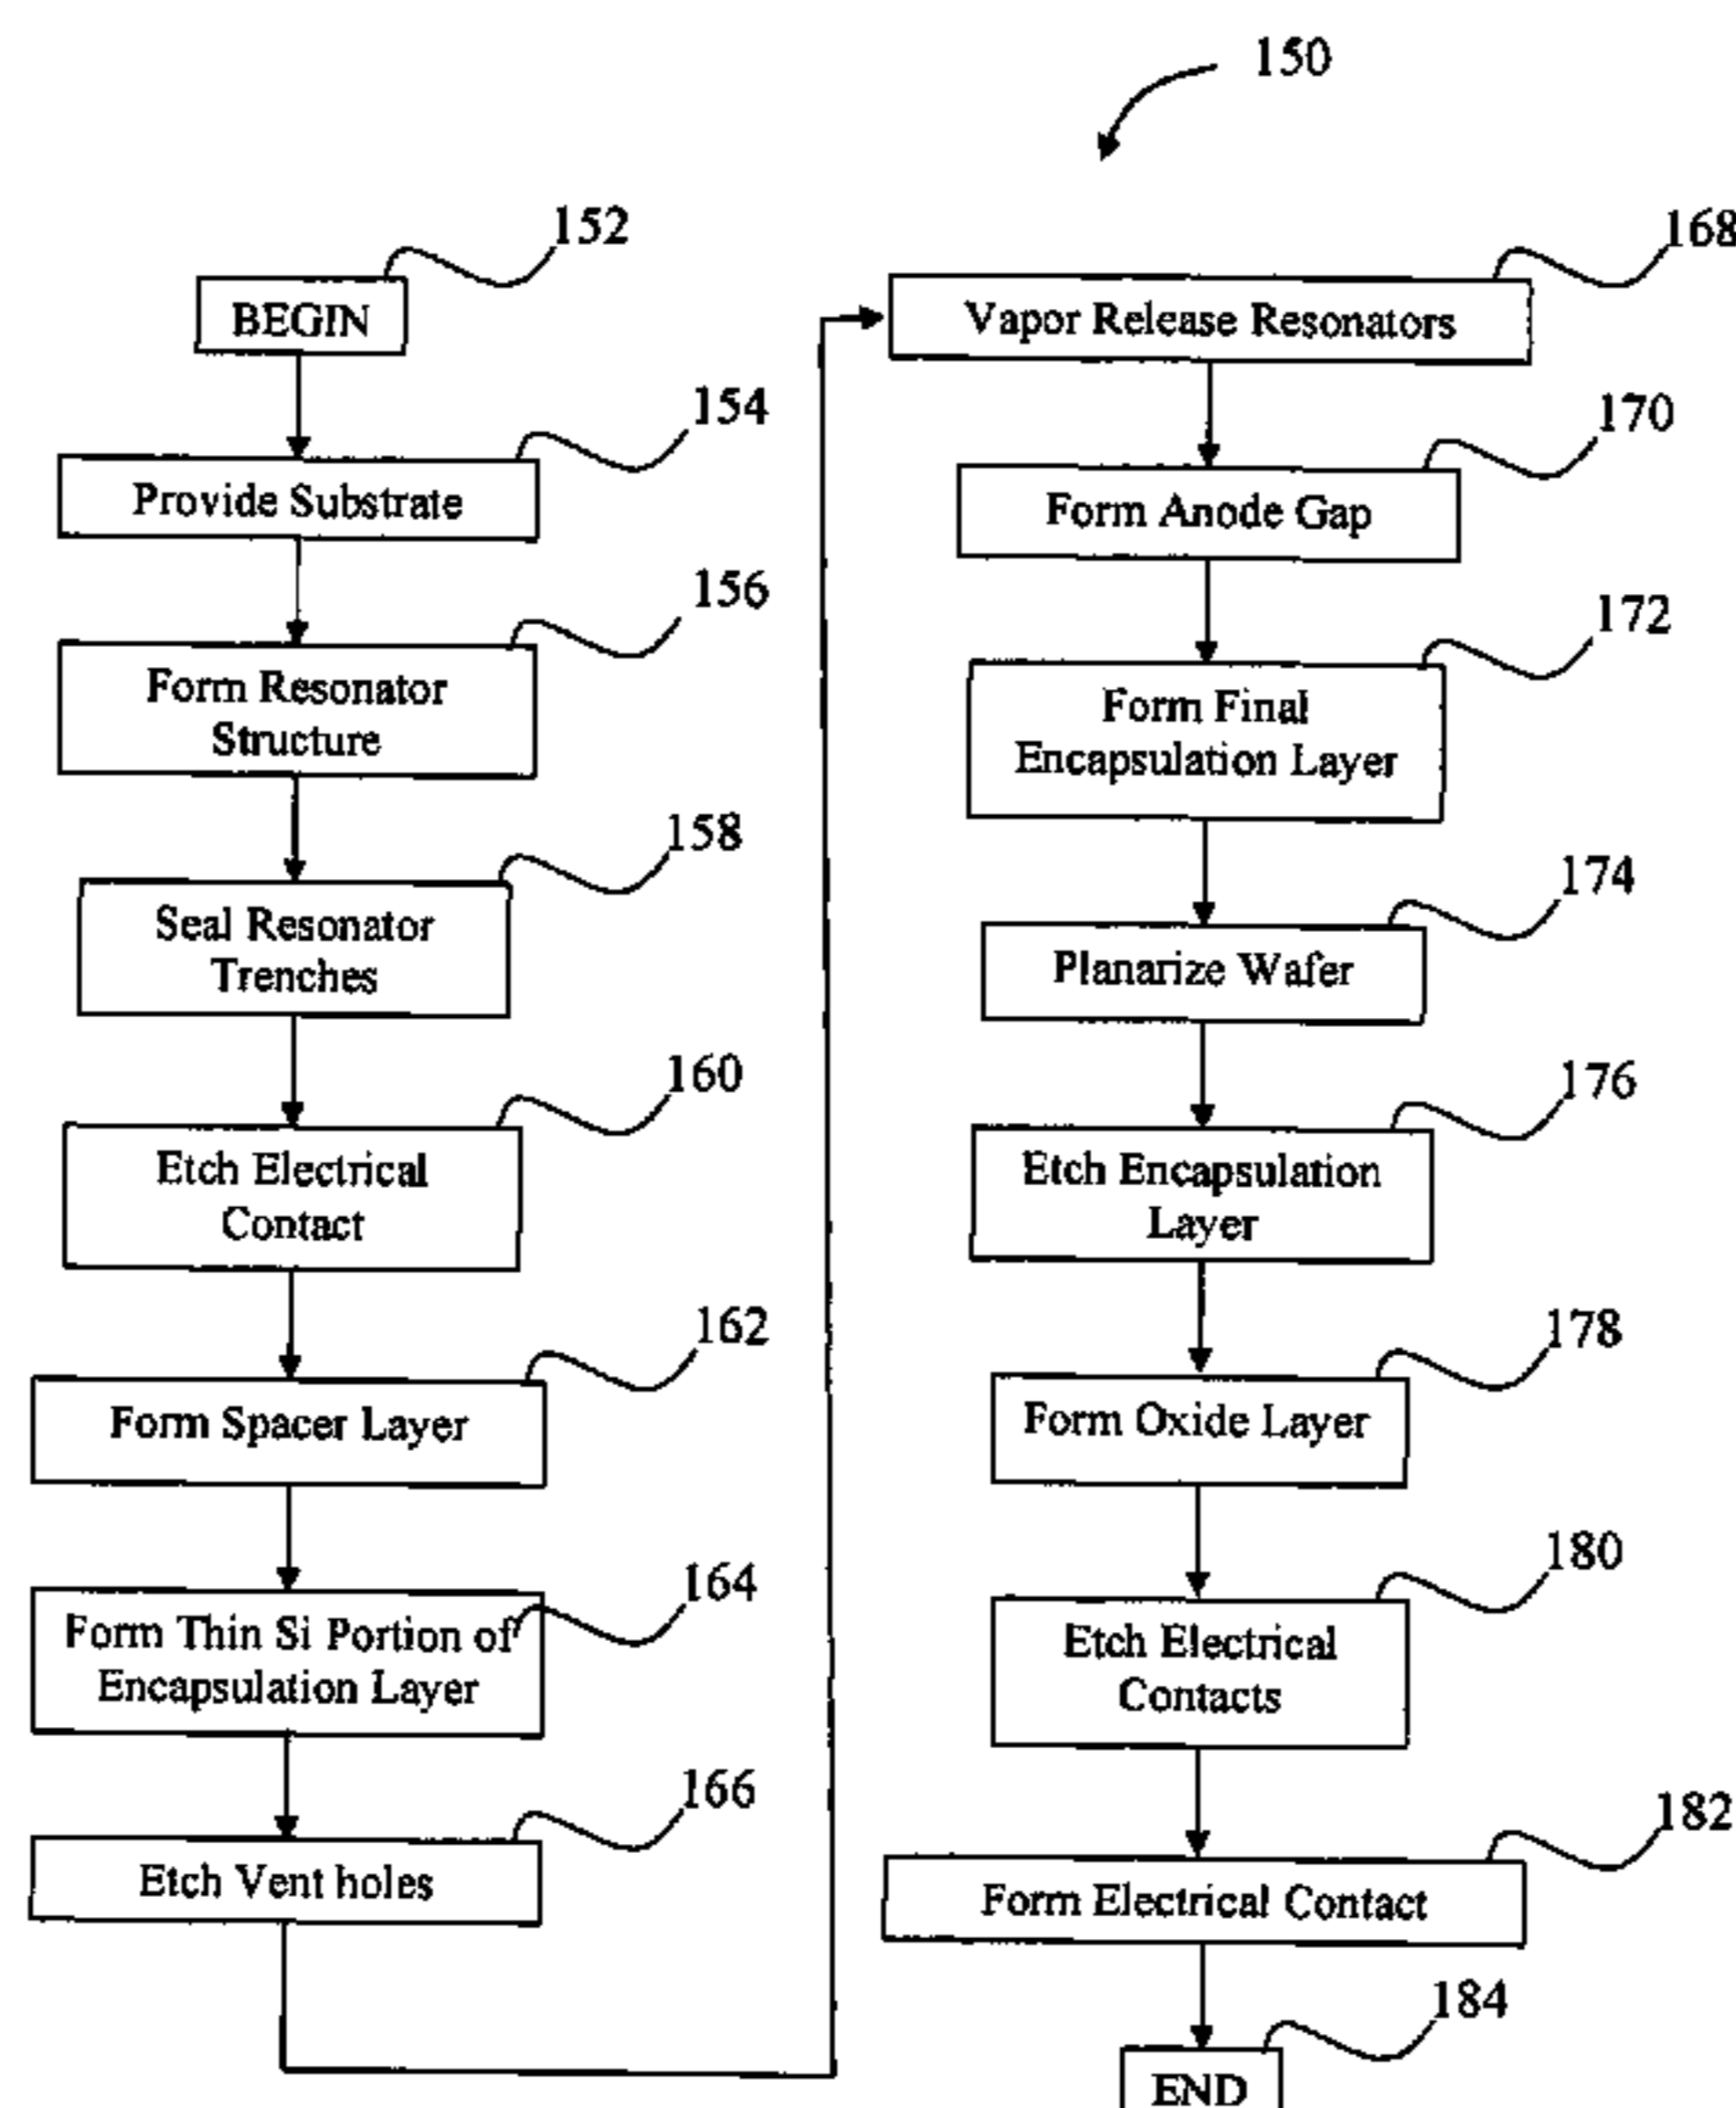 150
152
BEGIN
154
Provide Substrate
156
Form Resonator
Structure
158
Seal Resonator
Trenches
160
Etch Electrical
Contact
162
Form Spacer Layer
164
Form Thin Si Portion of
Encapsulation Layer
166
Etch Vent holes
168
Vapor Release Resonators
170
Form Anode Gap
172
Form Final
Encapsulation Layer
174
Planarize Wafer
176
Etch Encapsulation
Layer
178
Form Oxide Layer
180
Etch Electrical
Contacts
182
Form Electrical Contact
184
END